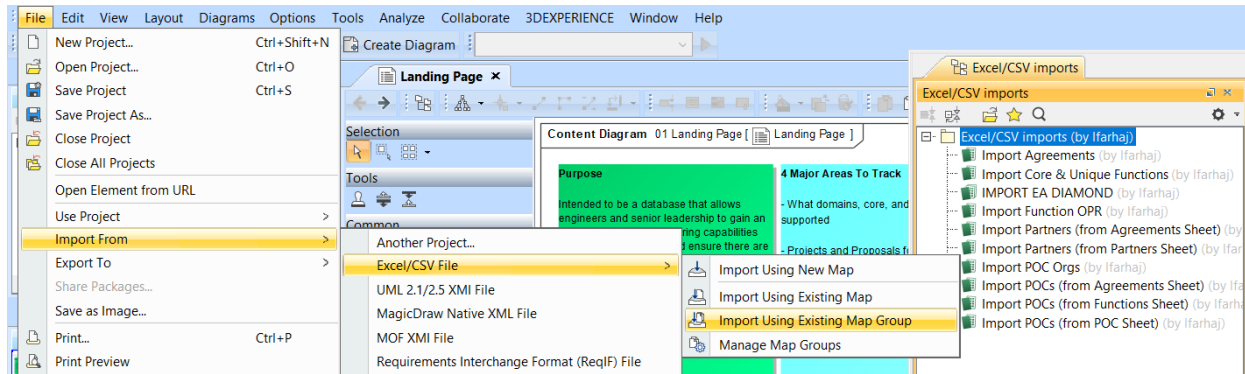 File Edit View Layout Diagrams Options Tools Analyze Collaborate 3DEXPERIENCE Window Help
New Project... Ctrl+Shift+N
Open Project... Ctrl+O
Save Project Ctrl+S
Save Project As...
Close Project
Close All Projects
Open Element from URL
Use Project >
Import From >
Export To >
Share Packages...
Save as Image...
Print... Ctrl+P
Print Preview
Create Diagram
Landing Page ×
Selection
Tools
Common
Content Diagram 01 Landing Page [ Landing Page ]
Purpose
Intended to be a database that allows
engineers and senior leadership to gain an
ring capabilities
ensure there are
4 Major Areas To Track
- What domains, core, and
supported
- Projects and Proposals
Another Project...
Excel/CSV File >
UML 2.1/2.5 XMI File
MagicDraw Native XML File
MOF XMI File
Requirements Interchange Format (ReqIF) File
Import Using New Map
Import Using Existing Map
Import Using Existing Map Group
Manage Map Groups
Excel/CSV imports
Excel/CSV imports
Excel/CSV imports (by lfarhaj)
Import Agreements (by lfarhaj)
Import Core & Unique Functions (by lfarhaj)
IMPORT EA DIAMOND (by lfarhaj)
Import Function OPR (by lfarhaj)
Import Partners (from Agreements Sheet) (by
Import Partners (from Partners Sheet) (by lfar
Import POC Orgs (by lfarhaj)
Import POCs (from Agreements Sheet) (by lfa
Import POCs (from Functions Sheet) (by lfarh
Import POCs (from POC Sheet) (by lfarhaj)